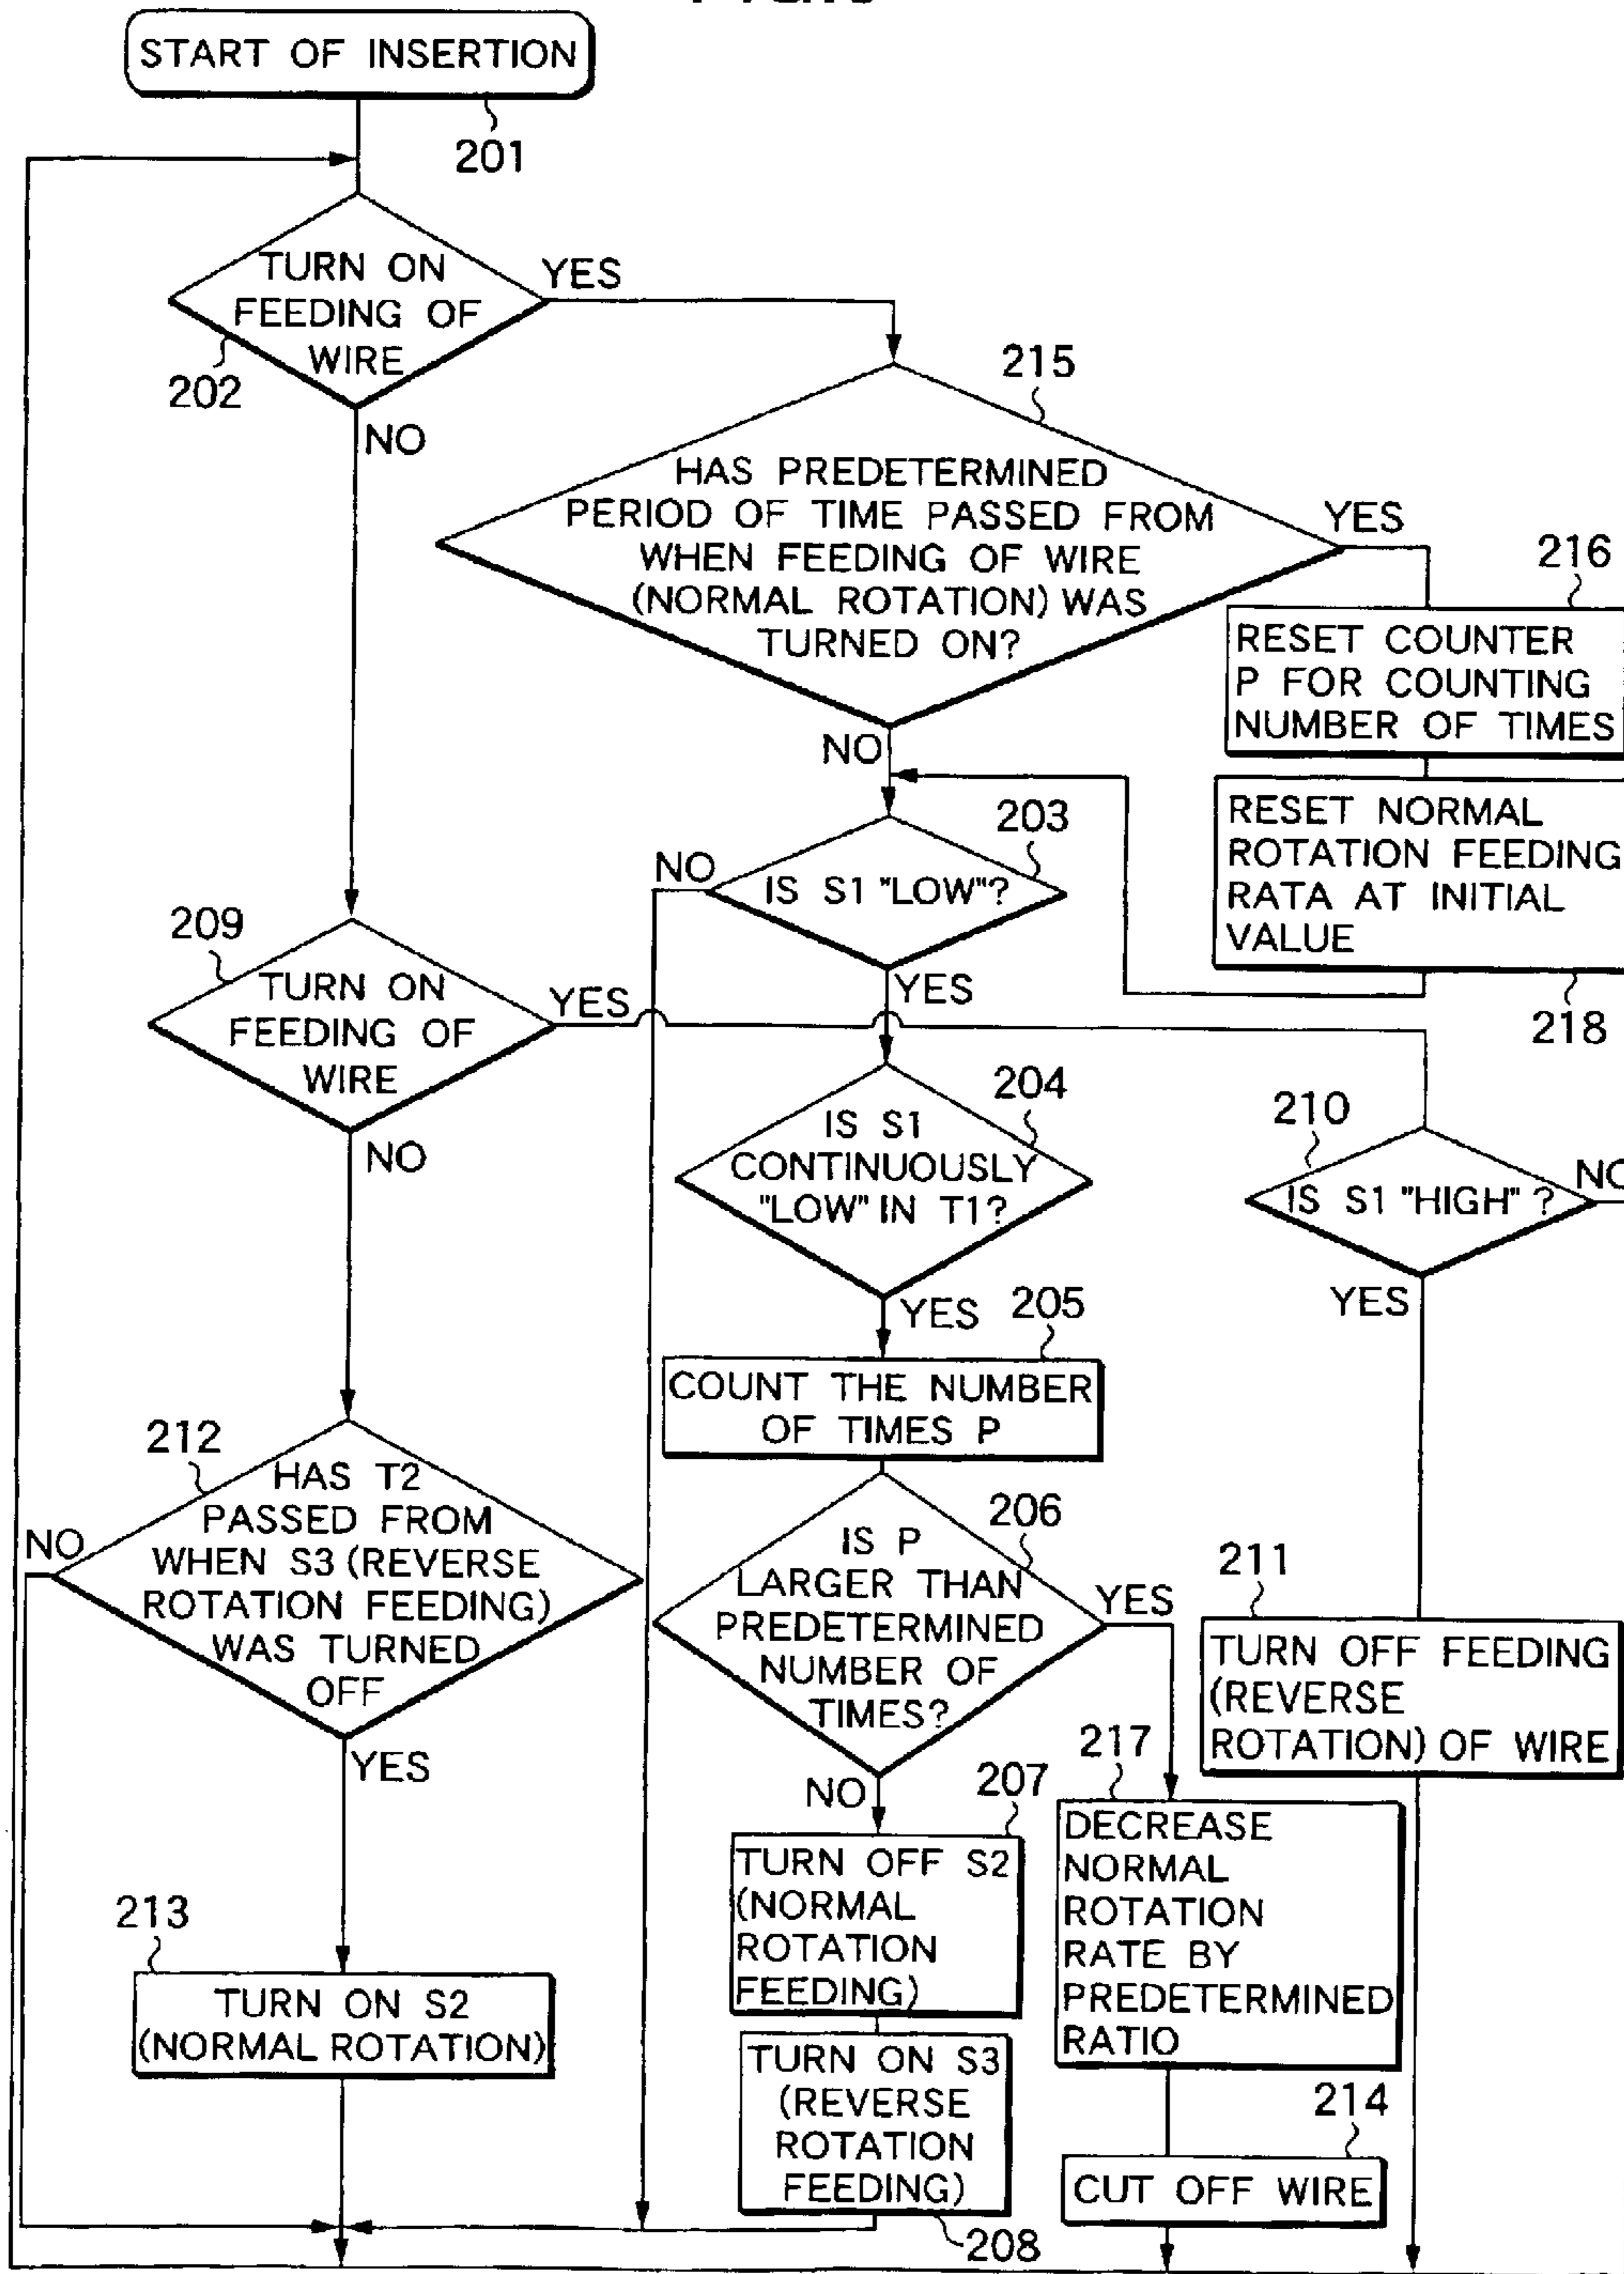 START OF INSERTION
201
TURN ON
FEEDING OF
WIRE
YES
202
NO
215
HAS PREDETERMINED
PERIOD OF TIME PASSED FROM
WHEN FEEDING OF WIRE
(NORMAL ROTATION) WAS
TURNED ON?
YES
NO
216
RESET COUNTER
P FOR COUNTING
NUMBER OF TIMES
RESET NORMAL
ROTATION FEEDING
RATA AT INITIAL
VALUE
218
203
NO
IS S1 "LOW"?
YES
209
TURN ON
FEEDING OF
WIRE
YES
NO
204
IS S1
CONTINUOUSLY
"LOW" IN T1?
YES
210
IS S1 "HIGH" ?
NO
YES
205
COUNT THE NUMBER
OF TIMES P
212
HAS T2
PASSED FROM
WHEN S3 (REVERSE
ROTATION FEEDING)
WAS TURNED
OFF
NO
YES
206
IS P
LARGER THAN
PREDETERMINED
NUMBER OF
TIMES?
YES
NO
211
TURN OFF FEEDING
(REVERSE
ROTATION) OF WIRE
207
TURN OFF S2
(NORMAL
ROTATION
FEEDING)
217
DECREASE
NORMAL
ROTATION
RATE BY
PREDETERMINED
RATIO
213
TURN ON S2
(NORMAL ROTATION)
TURN ON S3
(REVERSE
ROTATION
FEEDING)
208
214
CUT OFF WIRE